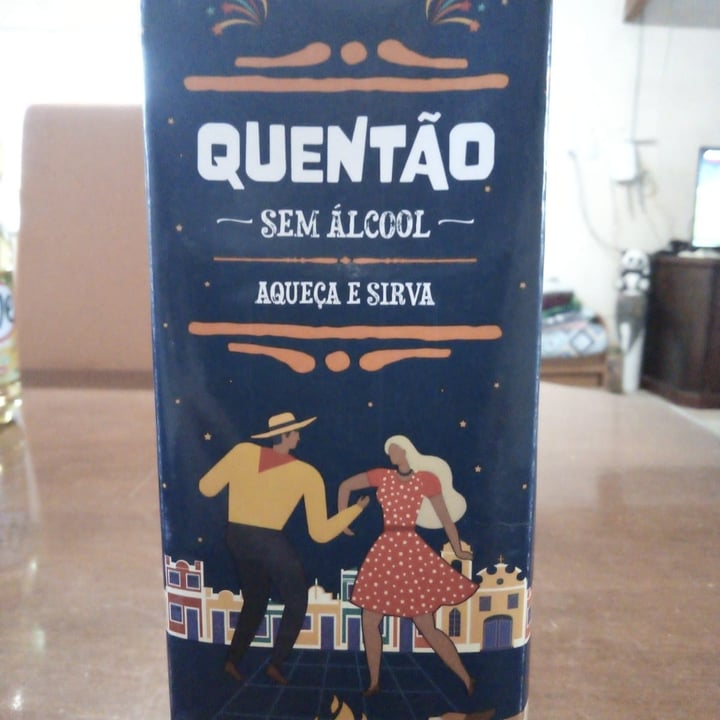 QUENTÃO
SEM ÁLCOOL
AQUEÇA E SIRVA